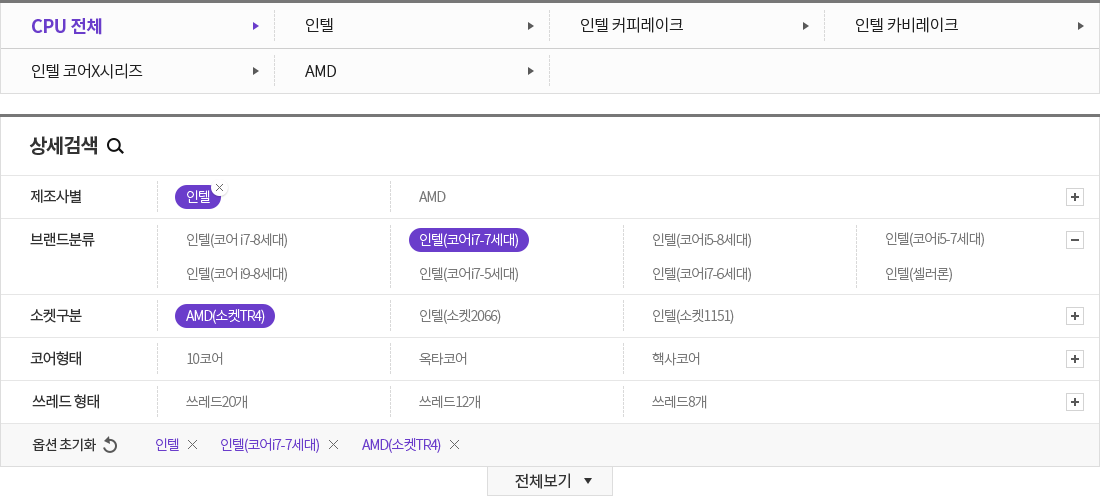 CPU 전체 인텔 인텔 커피레이크 인텔 카비레이크
인텔 코어X시리즈 AMD
상세검색
제조사별 인텔 AMD
브랜드분류 인텔(코어 i7-8세대) 인텔(코어i7-7세대) 인텔(코어i5-8세대) 인텔(코어i5-7세대)
인텔(코어 i9-8세대) 인텔(코어i7-5세대) 인텔(코어i7-6세대) 인텔(셀러론)
소켓구분 AMD(소켓TR4) 인텔(소켓2066) 인텔(소켓1151)
코어형태 10코어 옥타코어 핵사코어
쓰레드 형태 쓰레드20개 쓰레드12개 쓰레드8개
옵션 초기화 인텔 인텔(코어i7-7세대) AMD(소켓TR4)
전체보기